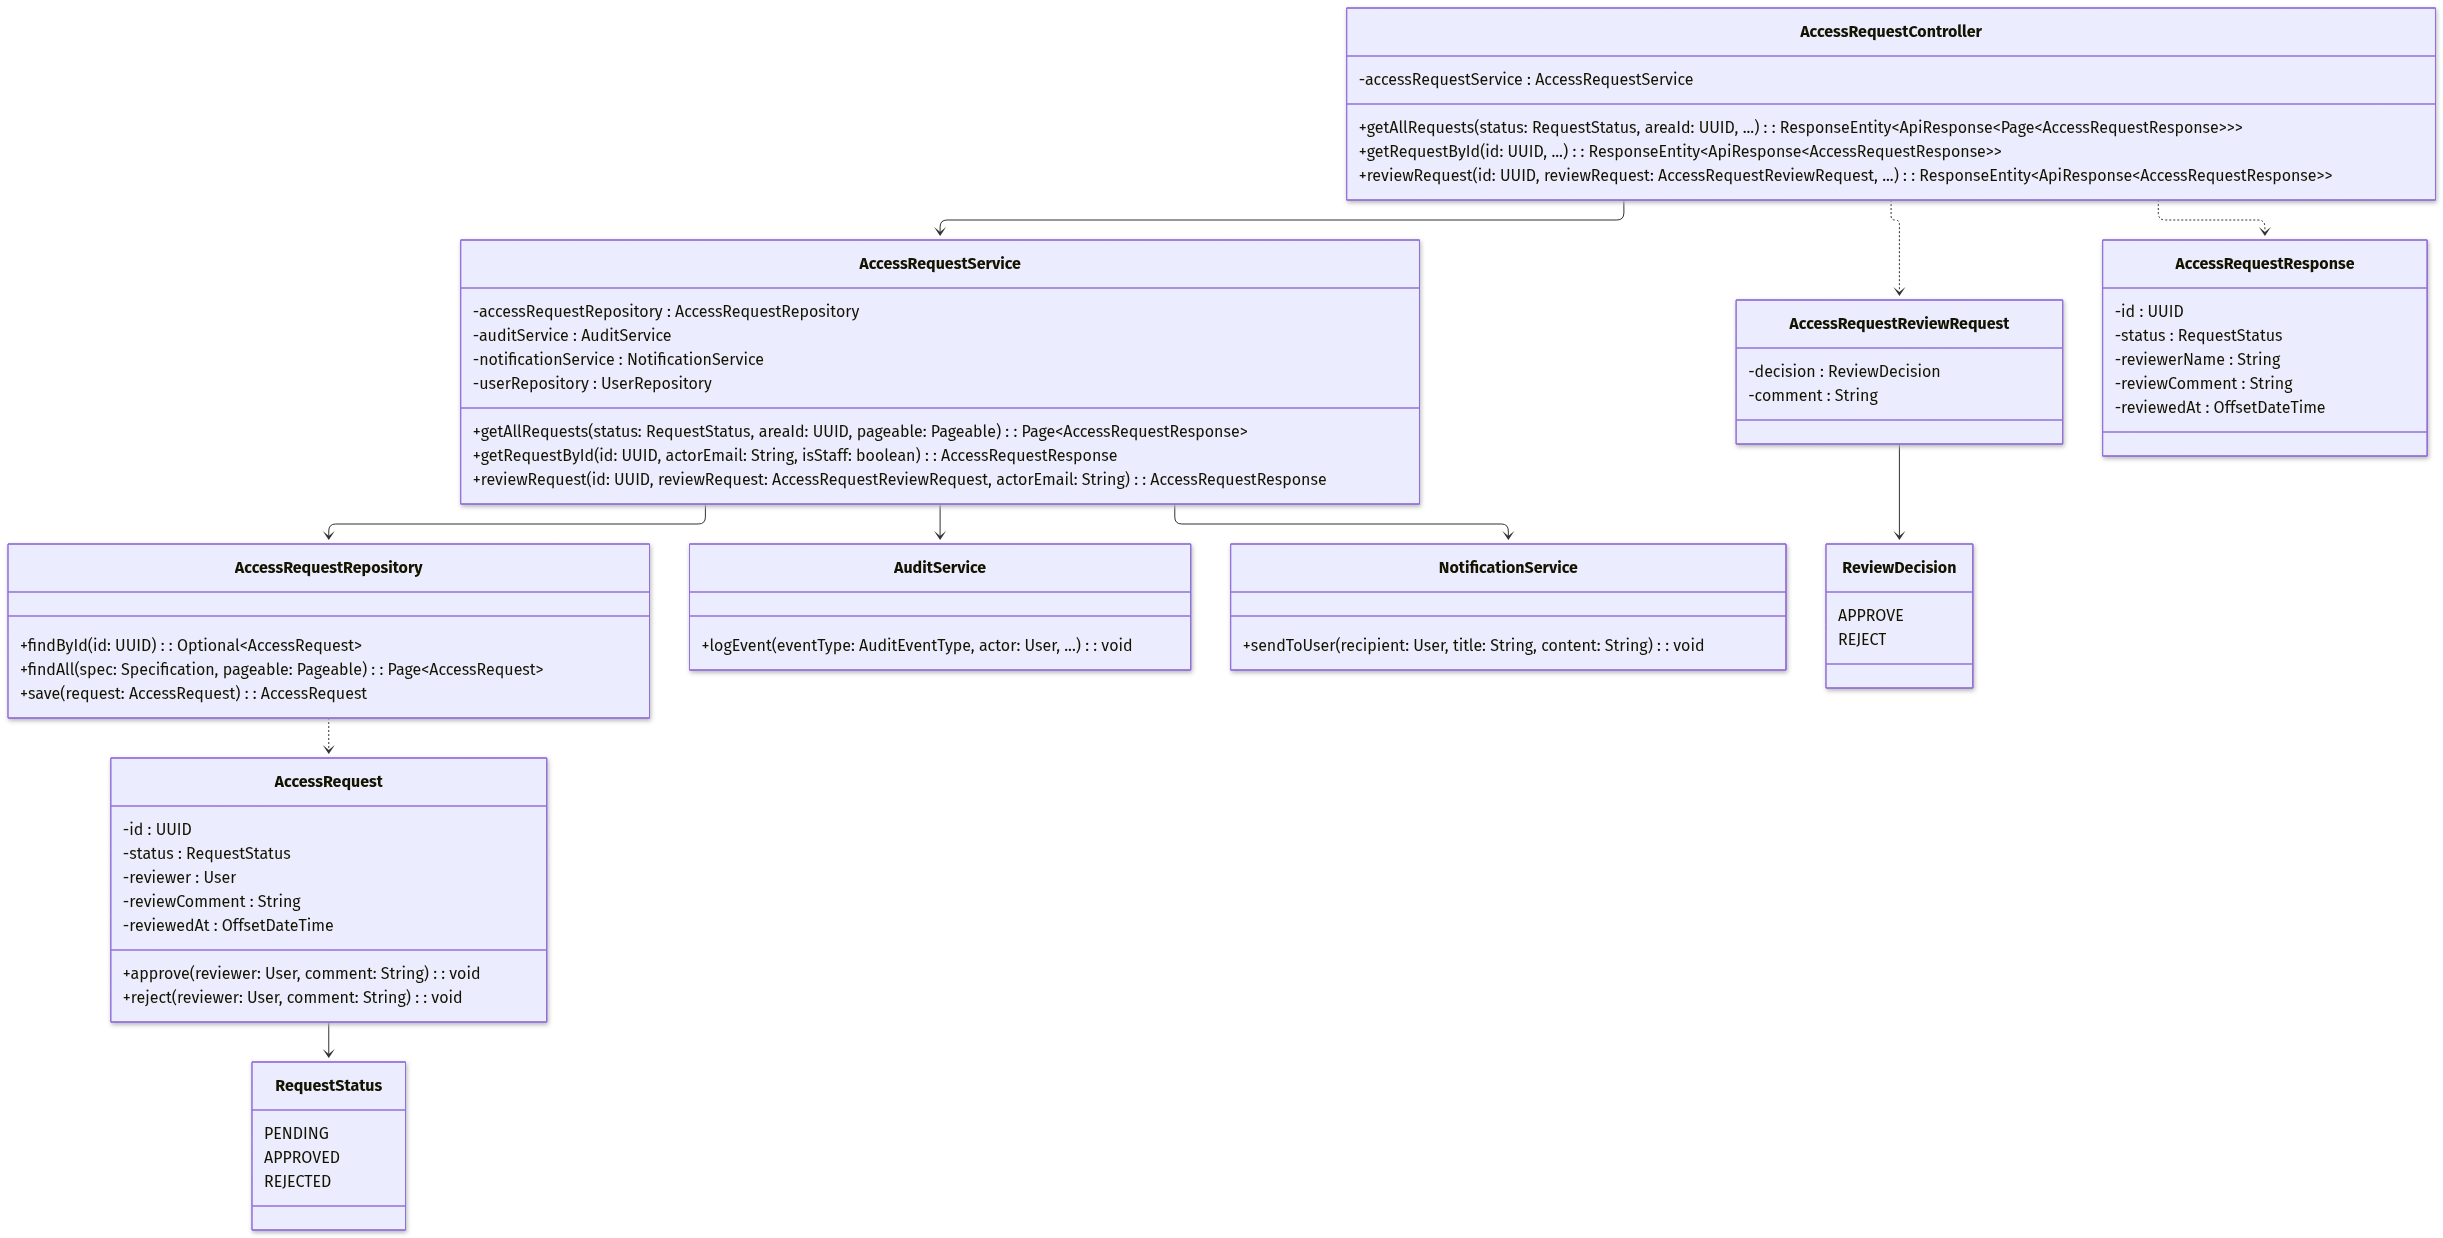 AccessRequestController
-accessRequestService : AccessRequestService
+getAllRequests(status: RequestStatus, areaId: UUID, ...) : : ResponseEntity<ApiResponse<Page<AccessRequestResponse>>>
+getRequestById(id: UUID, ...) : : ResponseEntity<ApiResponse<AccessRequestResponse>>
+reviewRequest(id: UUID, reviewRequest: AccessRequestReviewRequest, ...) : : ResponseEntity<ApiResponse<AccessRequestResponse>>
AccessRequestService
-accessRequestRepository : AccessRequestRepository
-auditService : AuditService
-notificationService : NotificationService
-userRepository : UserRepository
+getAllRequests(status: RequestStatus, areaId: UUID, pageable: Pageable) : : Page<AccessRequestResponse>
+getRequestById(id: UUID, actorEmail: String, isStaff: boolean) : : AccessRequestResponse
+reviewRequest(id: UUID, reviewRequest: AccessRequestReviewRequest, actorEmail: String) : : AccessRequestResponse
AccessRequestReviewRequest
-decision : ReviewDecision
-comment : String
AccessRequestResponse
-id : UUID
-status : RequestStatus
-reviewerName : String
-reviewComment : String
-reviewedAt : OffsetDateTime
AccessRequestRepository
+findById(id: UUID) : : Optional<AccessRequest>
+findAll(spec: Specification, pageable: Pageable) : : Page<AccessRequest>
+save(request: AccessRequest) : : AccessRequest
AuditService
+logEvent(eventType: AuditEventType, actor: User, ...) : : void
NotificationService
+sendToUser(recipient: User, title: String, content: String) : : void
ReviewDecision
APPROVE
REJECT
AccessRequest
-id : UUID
-status : RequestStatus
-reviewer : User
-reviewComment : String
-reviewedAt : OffsetDateTime
+approve(reviewer: User, comment: String) : : void
+reject(reviewer: User, comment: String) : : void
RequestStatus
PENDING
APPROVED
REJECTED